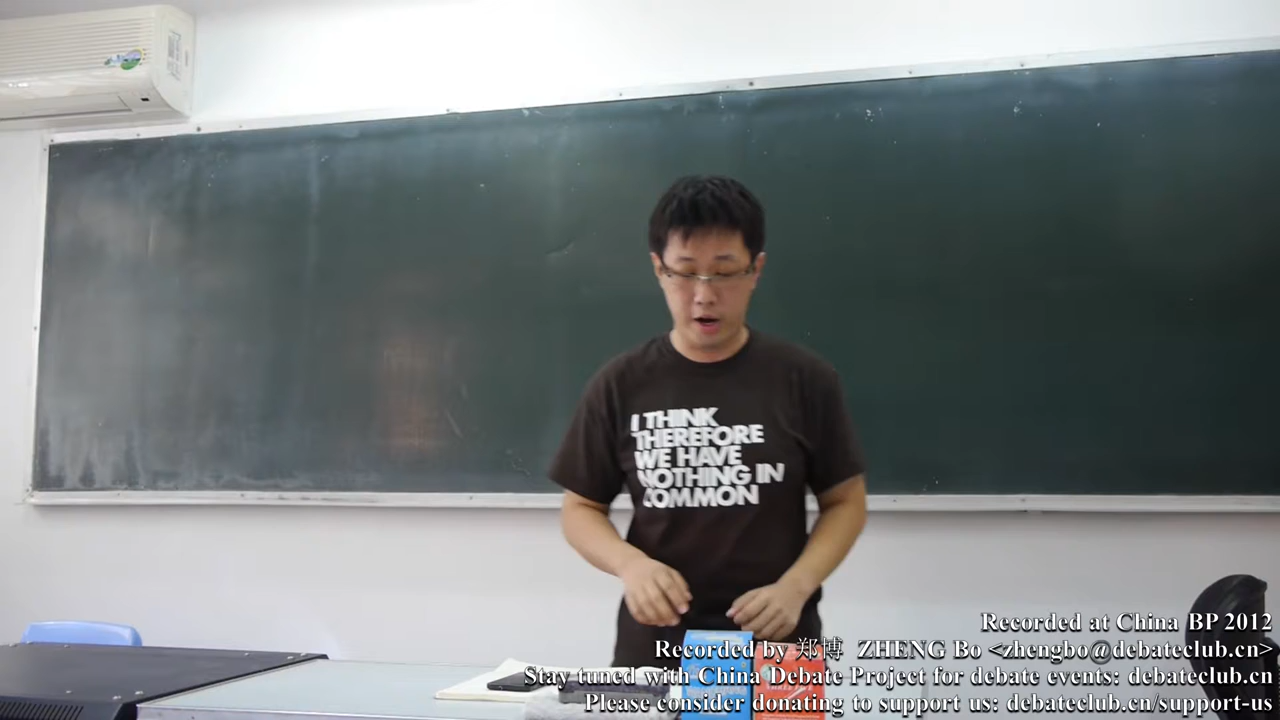 I THINK
THEREFORE
WE HAVE
NOTHING IN
COMMON
Recorded at China BP 2012
Recorded by 郑博 ZHENG Bo <zhengbo@debateclub.cn>
Stay tuned with China Debate Project for debate events: debateclub.cn
Please consider donating to support us: debateclub.cn/support-us